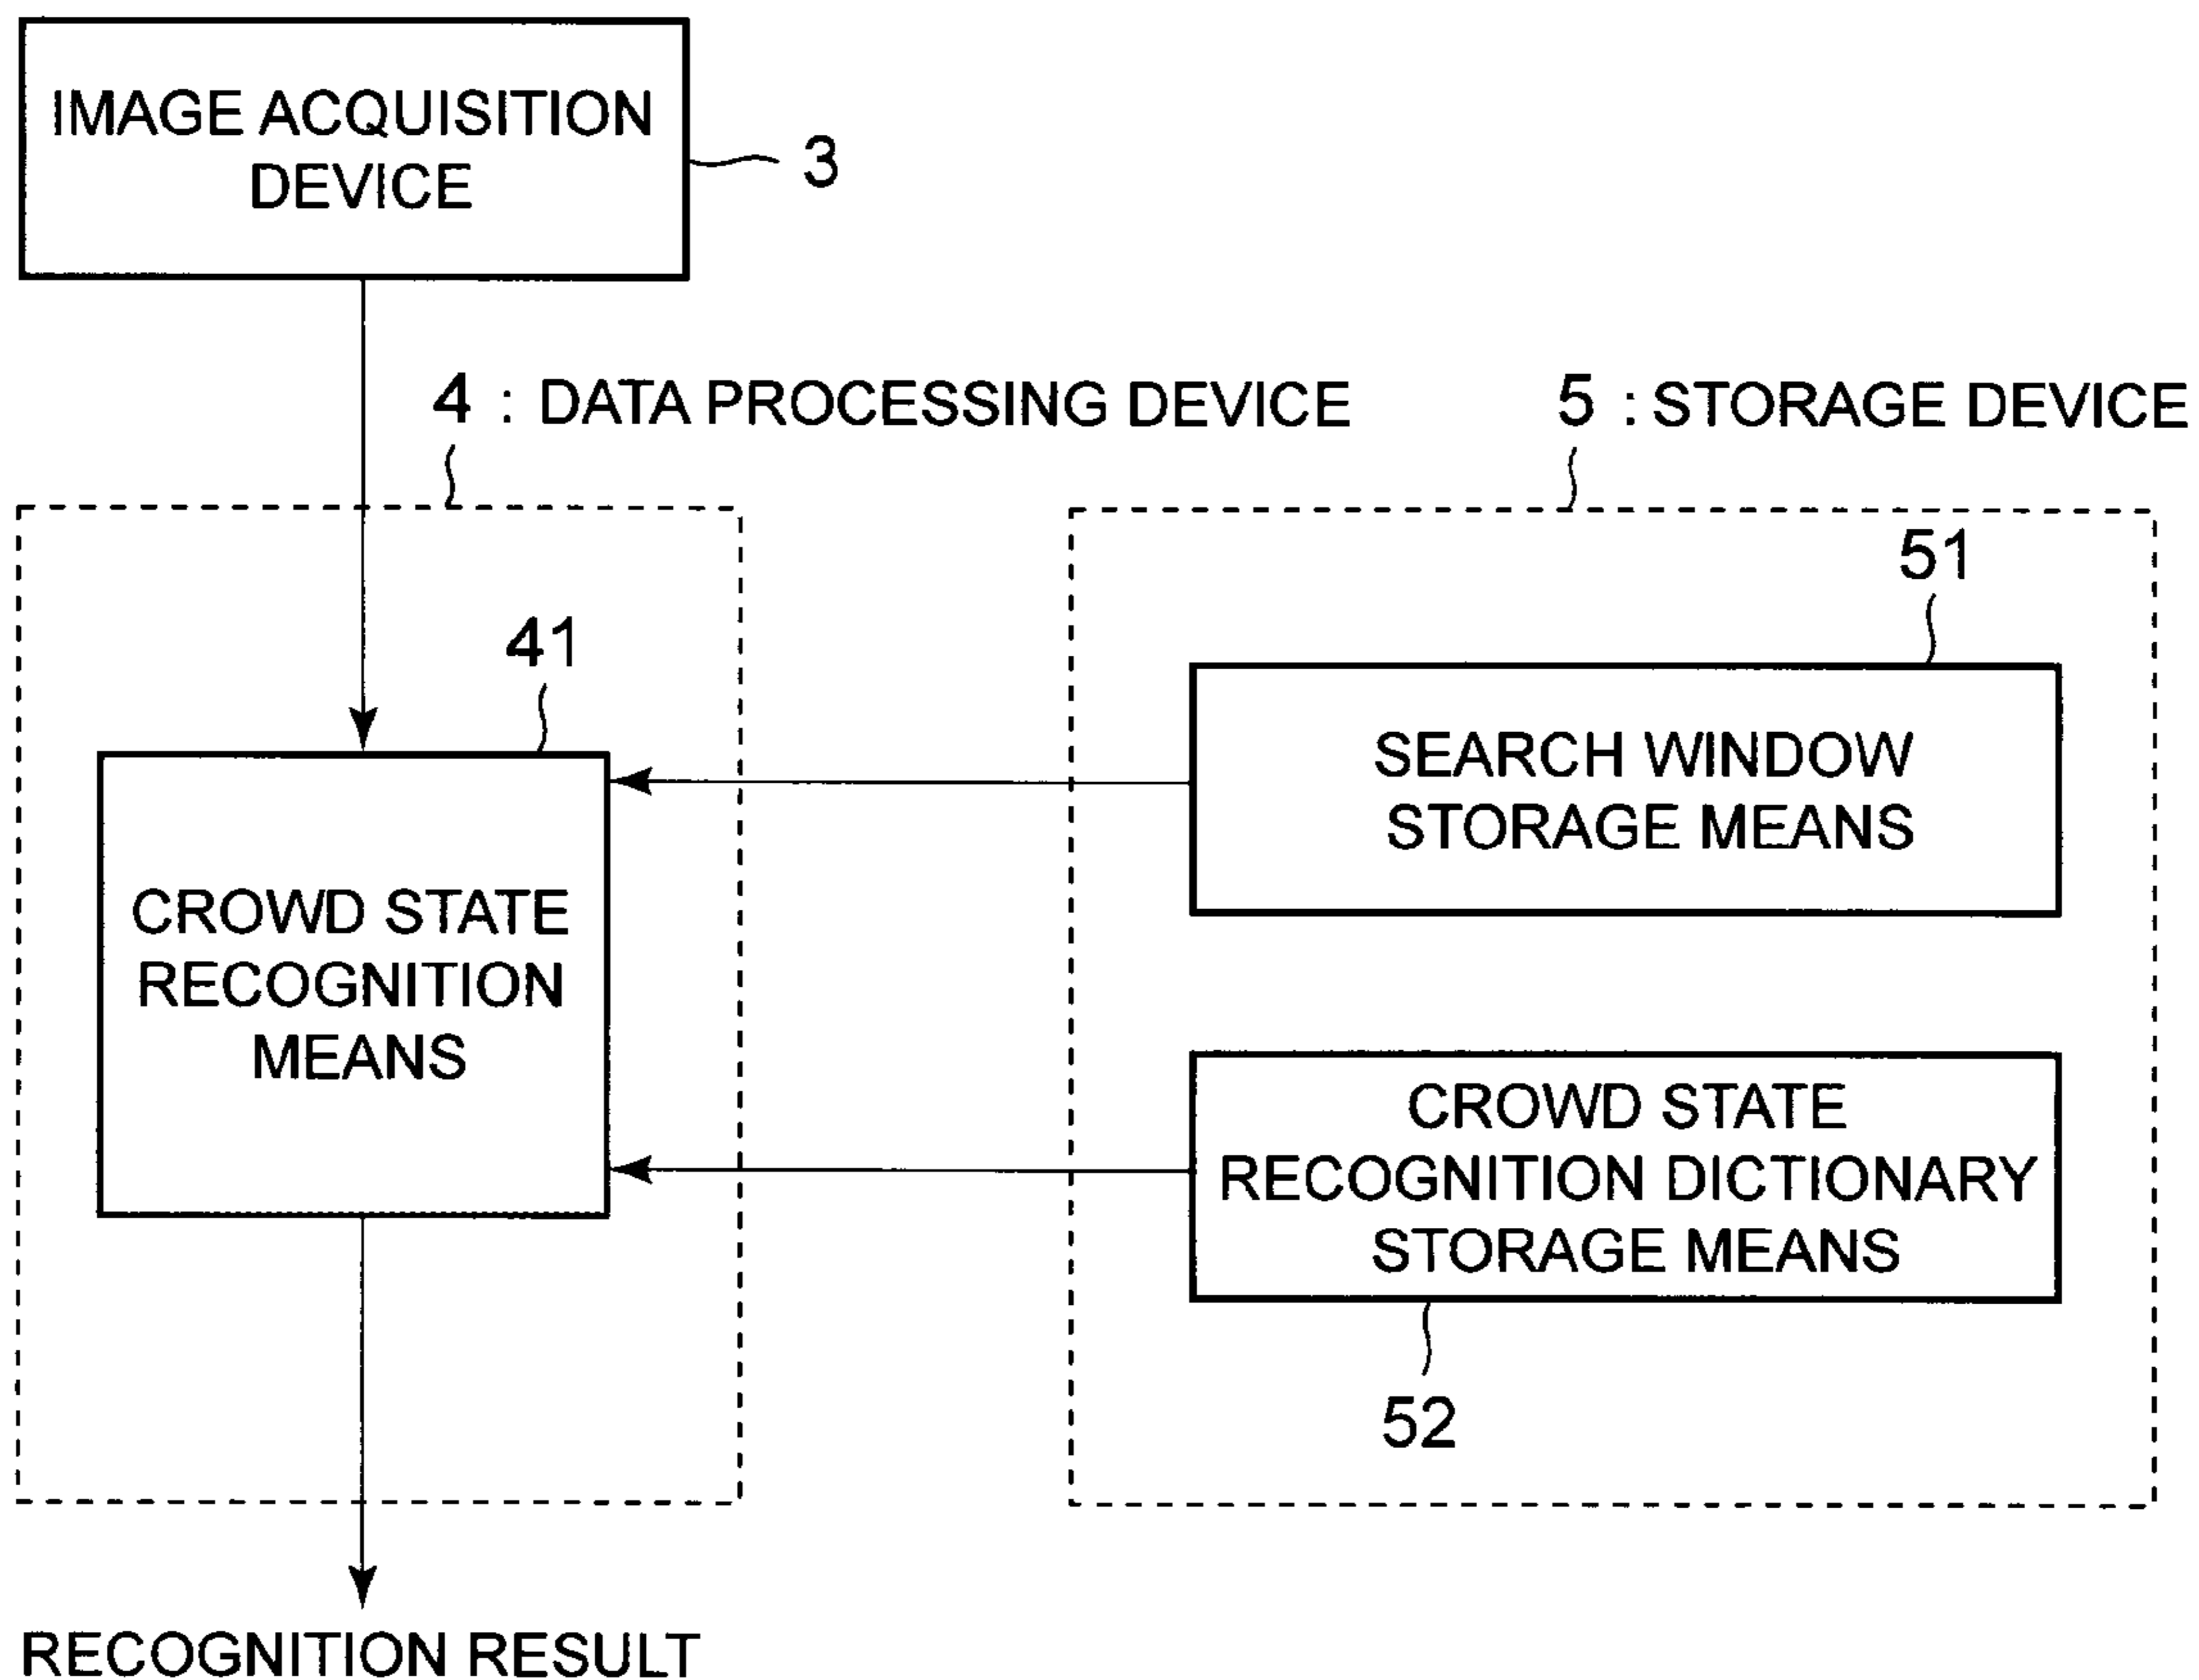 IMAGE ACQUISITION
DEVICE
3
4 : DATA PROCESSING DEVICE
5 : STORAGE DEVICE
41
CROWD STATE
RECOGNITION
MEANS
51
SEARCH WINDOW
STORAGE MEANS
CROWD STATE
RECOGNITION DICTIONARY
STORAGE MEANS
52
RECOGNITION RESULT